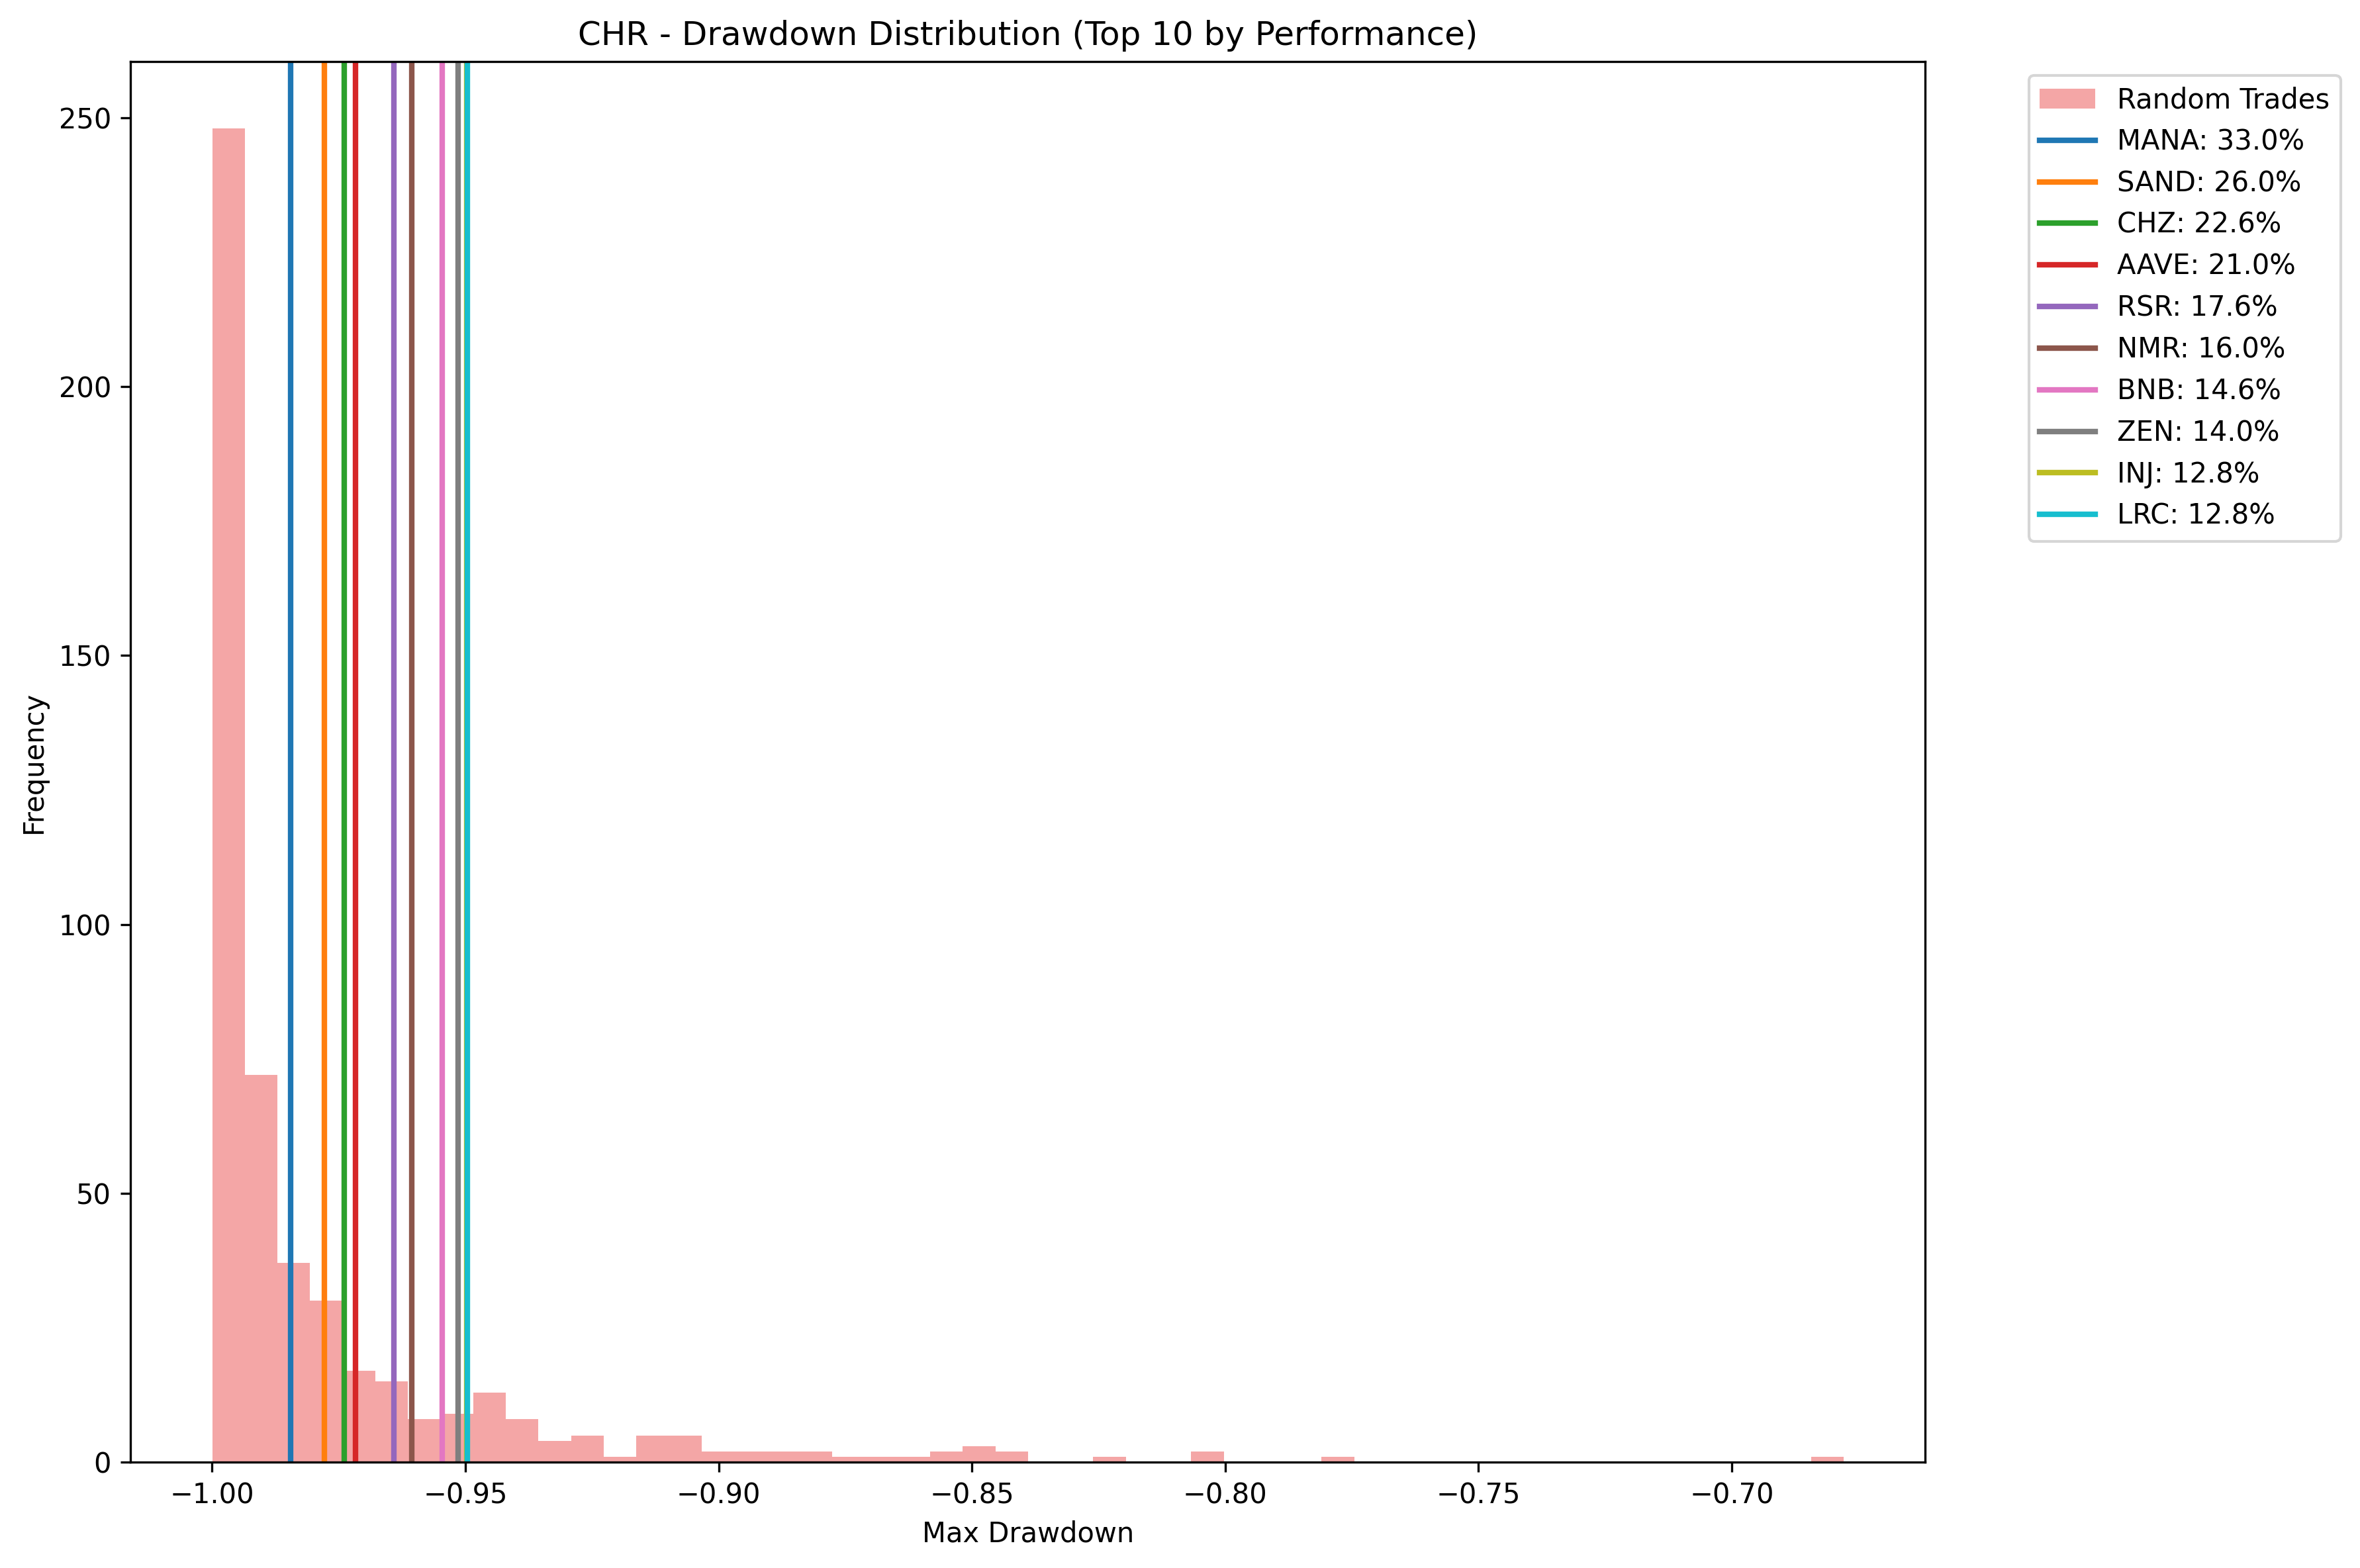 CHR - Drawdown Distribution (Top 10 by Performance)
Random Trades
MANA: 33.0%
SAND: 26.0%
CHZ: 22.6%
AAVE: 21.0%
RSR: 17.6%
NMR: 16.0%
BNB: 14.6%
ZEN: 14.0%
INJ: 12.8%
LRC: 12.8%
Frequency
250
200
150
100
50
0
−1.00 −0.95 −0.90 −0.85 −0.80 −0.75 −0.70
Max Drawdown